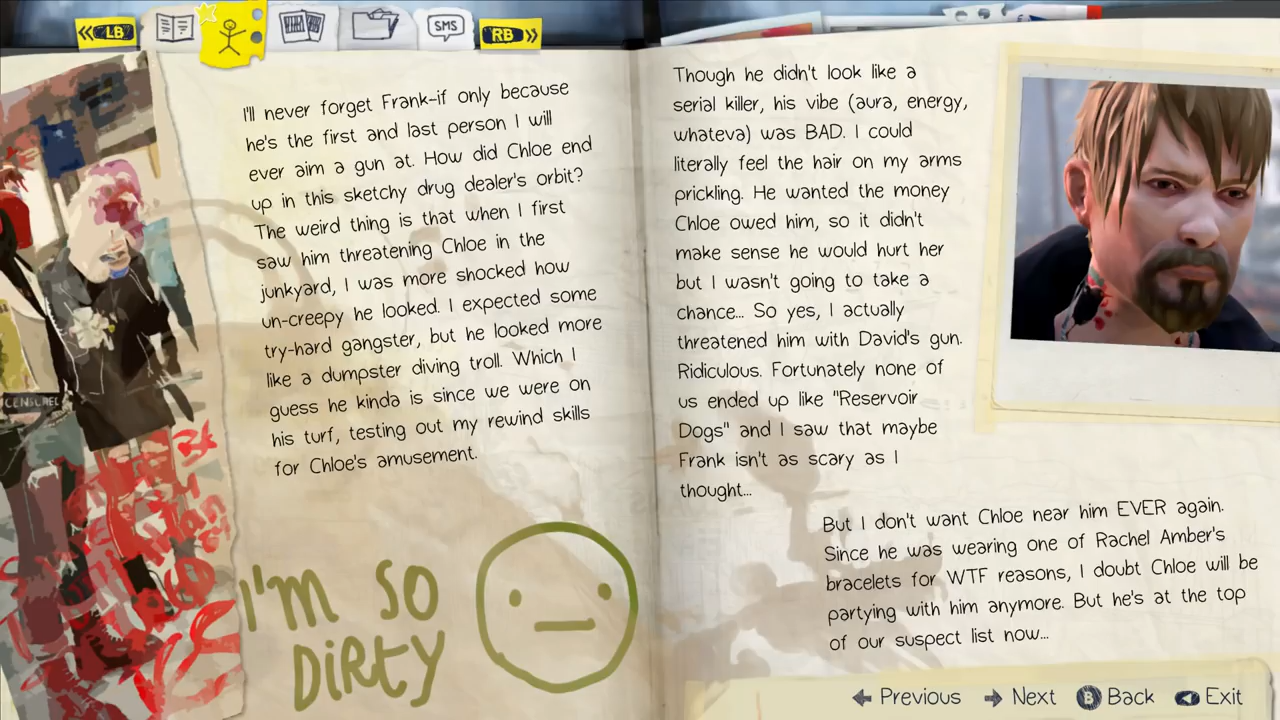 LB
SMS
RB
I'll never forget Frank-if only because
he's the first and last person I will
ever aim a gun at. How did Chloe end
up in this sketchy drug dealer's orbit?
The weird thing is that when I first
saw him threatening Chloe in the
junkyard, I was more shocked how
un-creepy he looked. I expected some
try-hard gangster, but he looked more
like a dumpster diving troll. Which I
guess he kinda is since we were on
his turf, testing out my rewind skills
for Chloe's amusement.
I'M SO
DiRtY
Though he didn't look like a
serial killer, his vibe (aura, energy,
whateva) was BAD. I could
literally feel the hair on my arms
prickling. He wanted the money
Chloe owed him, so it didn't
make sense he would hurt her
but I wasn't going to take a
chance... So yes, I actually
threatened him with David's gun.
Ridiculous. Fortunately none of
us ended up like "Reservoir
Dogs" and I saw that maybe
Frank isn't as scary as I
thought...
But I don't want Chloe near him EVER again.
Since he was wearing one of Rachel Amber's
bracelets for WTF reasons, I doubt Chloe will be
partying with him anymore. But he's at the top
of our suspect list now...
Previous Next B Back Exit